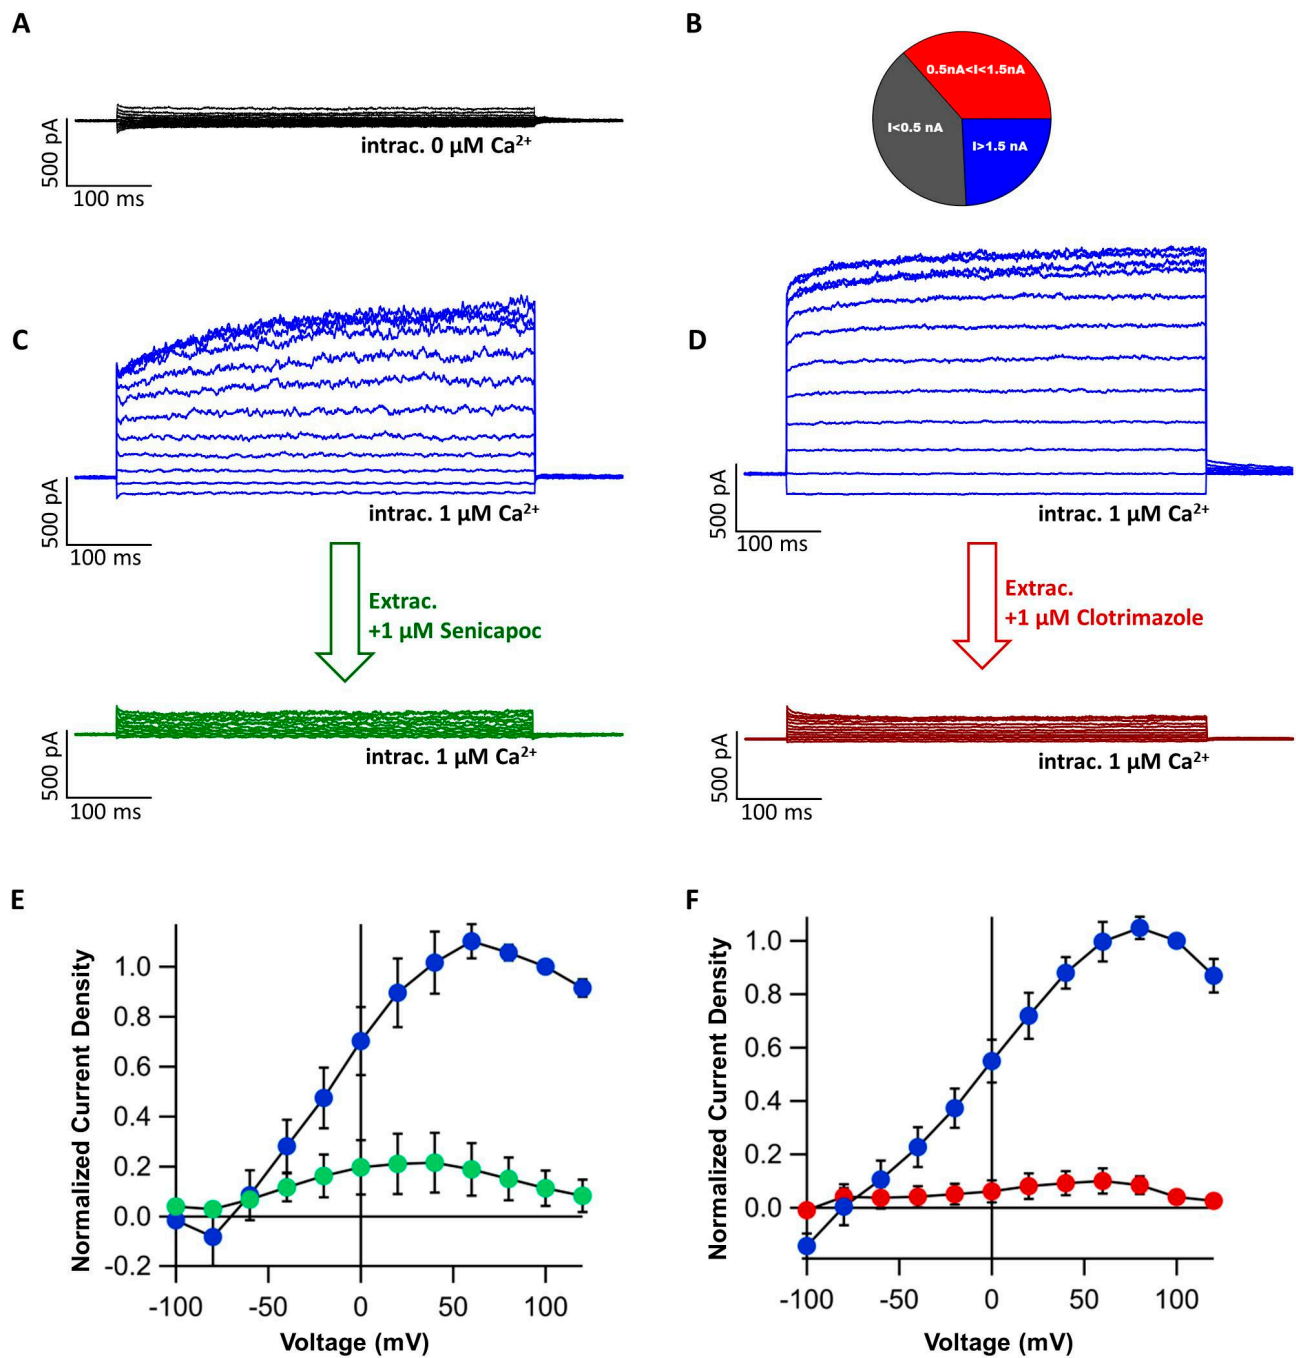 A
500 pA
100 ms
intrac. 0 µM Ca²⁺
B
0.5nA<I<1.5nA
I<0.5 nA
I>1.5 nA
C
500 pA
100 ms
intrac. 1 µM Ca²⁺
Extrac.
+1 µM Senicapoc
500 pA
100 ms
intrac. 1 µM Ca²⁺
D
500 pA
100 ms
intrac. 1 µM Ca²⁺
Extrac.
+1 µM Clotrimazole
500 pA
100 ms
intrac. 1 µM Ca²⁺
E
Normalized Current Density
1.0
0.8
0.6
0.4
0.2
0.0
-0.2
-100 -50 0 50 100
Voltage (mV)
F
Normalized Current Density
1.0
0.8
0.6
0.4
0.2
0.0
-100 -50 0 50 100
Voltage (mV)